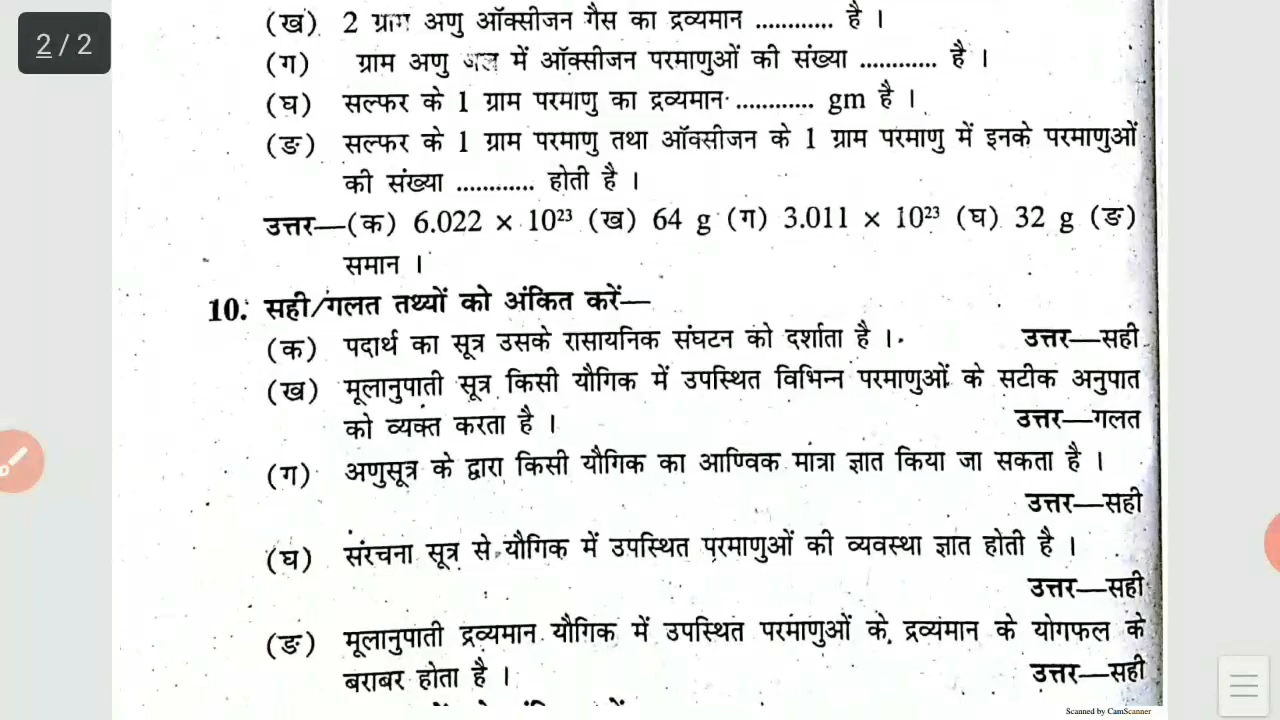 2 / 2
(ख) 2 ग्राम अणु ऑक्सीजन गैस का द्रव्यमान ............ है ।
(ग) ग्राम अणु जल में ऑक्सीजन परमाणुओं की संख्या ............ है ।
(घ) सल्फर के 1 ग्राम परमाणु का द्रव्यमान ............ gm है ।
(ङ) सल्फर के 1 ग्राम परमाणु तथा ऑक्सीजन के 1 ग्राम परमाणु में इनके परमाणुओं
की संख्या ............ होती है ।
उत्तर—(क) 6.022 × 10²³ (ख) 64 g (ग) 3.011 × 10²³ (घ) 32 g (ङ)
समान ।
10. सही/गलत तथ्यों को अंकित करें—
(क) पदार्थ का सूत्र उसके रासायनिक संघटन को दर्शाता है । उत्तर—सही
(ख) मूलानुपाती सूत्र किसी यौगिक में उपस्थित विभिन्न परमाणुओं के सटीक अनुपात
को व्यक्त करता है । उत्तर—गलत
(ग) अणुसूत्र के द्वारा किसी यौगिक का आण्विक मात्रा ज्ञात किया जा सकता है ।
उत्तर—सही
(घ) संरचना सूत्र से यौगिक में उपस्थित परमाणुओं की व्यवस्था ज्ञात होती है ।
उत्तर—सही
(ङ) मूलानुपाती द्रव्यमान यौगिक में उपस्थित परमाणुओं के द्रव्यमान के योगफल के
बराबर होता है । उत्तर—सही
Scanned by CamScanner